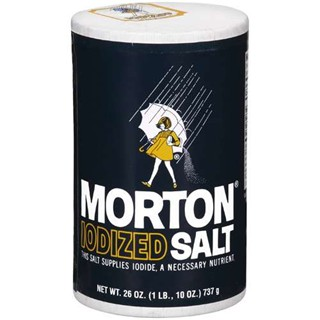 MORTON®
IODIZED SALT
THIS SALT SUPPLIES IODIDE, A NECESSARY NUTRIENT.
NET WT. 26 OZ. (1 LB., 10 OZ.) 737 g